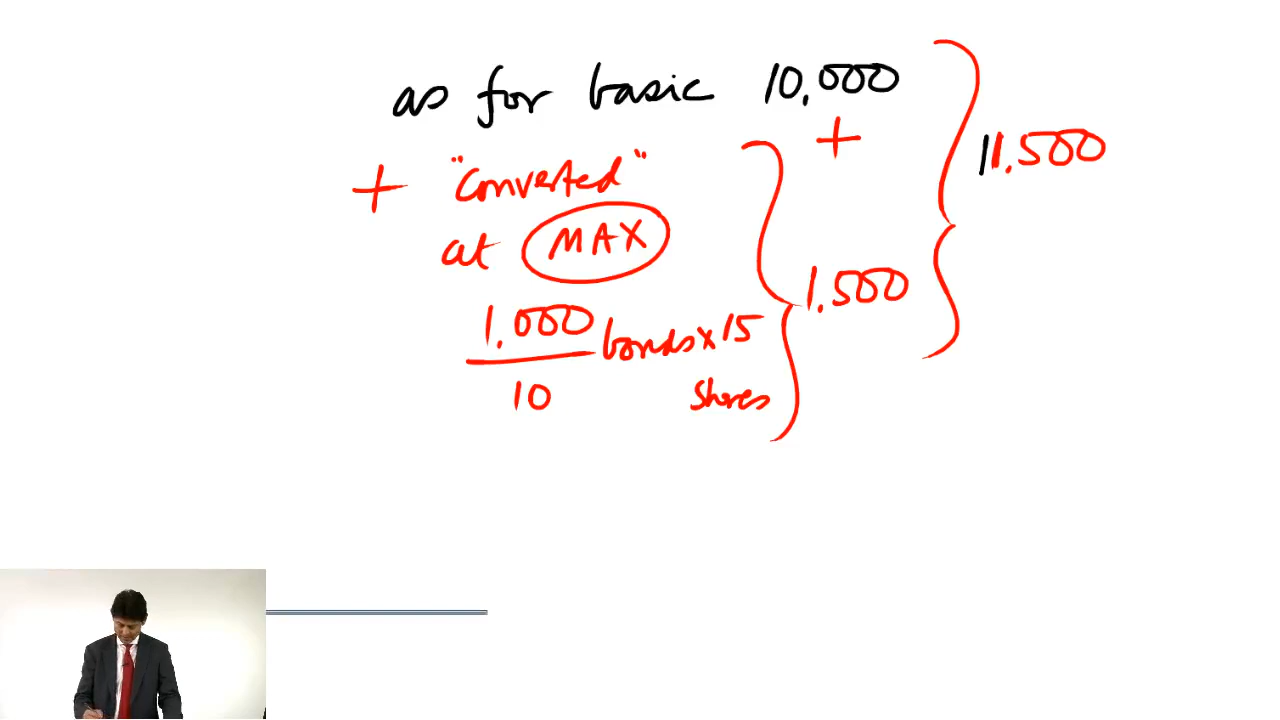 as for basic 10,000
+
11.500
+ "converted"
at MAX
1.500
1.000 bonds x 15
10 shares